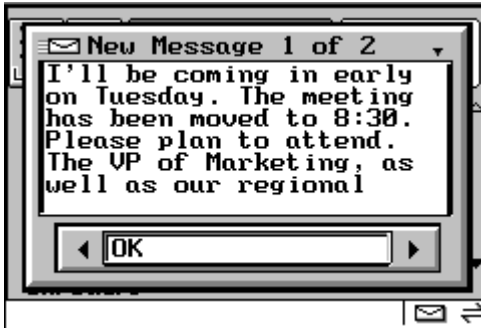 New Message 1 of 2
I'll be coming in early
on Tuesday. The meeting
has been moved to 8:30.
Please plan to attend.
The VP of Marketing, as
well as our regional
OK